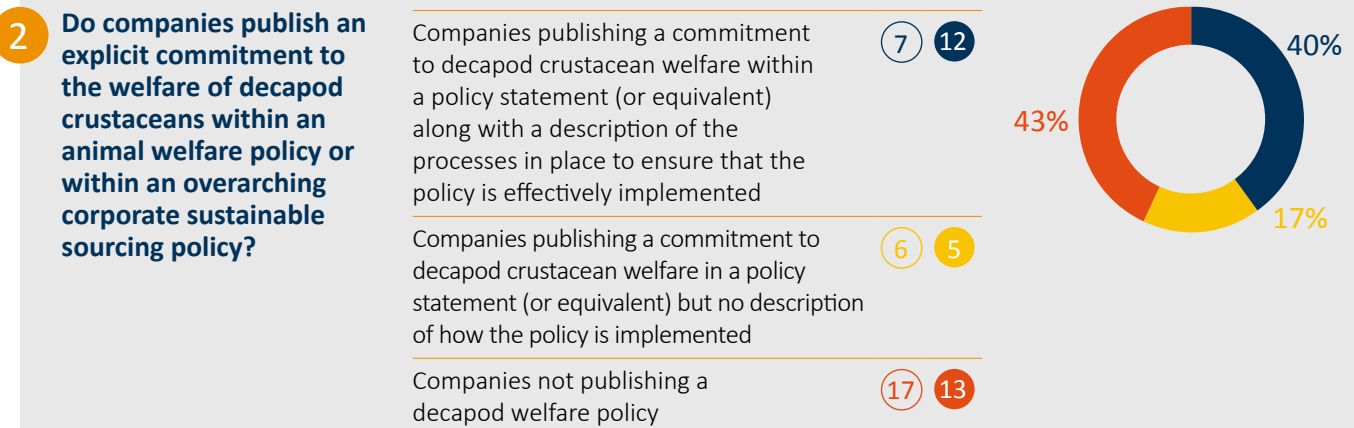 2
Do companies publish an
explicit commitment to
the welfare of decapod
crustaceans within an
animal welfare policy or
within an overarching
corporate sustainable
sourcing policy?
Companies publishing a commitment
to decapod crustacean welfare within
a policy statement (or equivalent)
along with a description of the
processes in place to ensure that the
policy is effectively implemented
7 12
Companies publishing a commitment to
decapod crustacean welfare in a policy
statement (or equivalent) but no description
of how the policy is implemented
6 5
Companies not publishing a
decapod welfare policy
17 13
40%
43%
17%